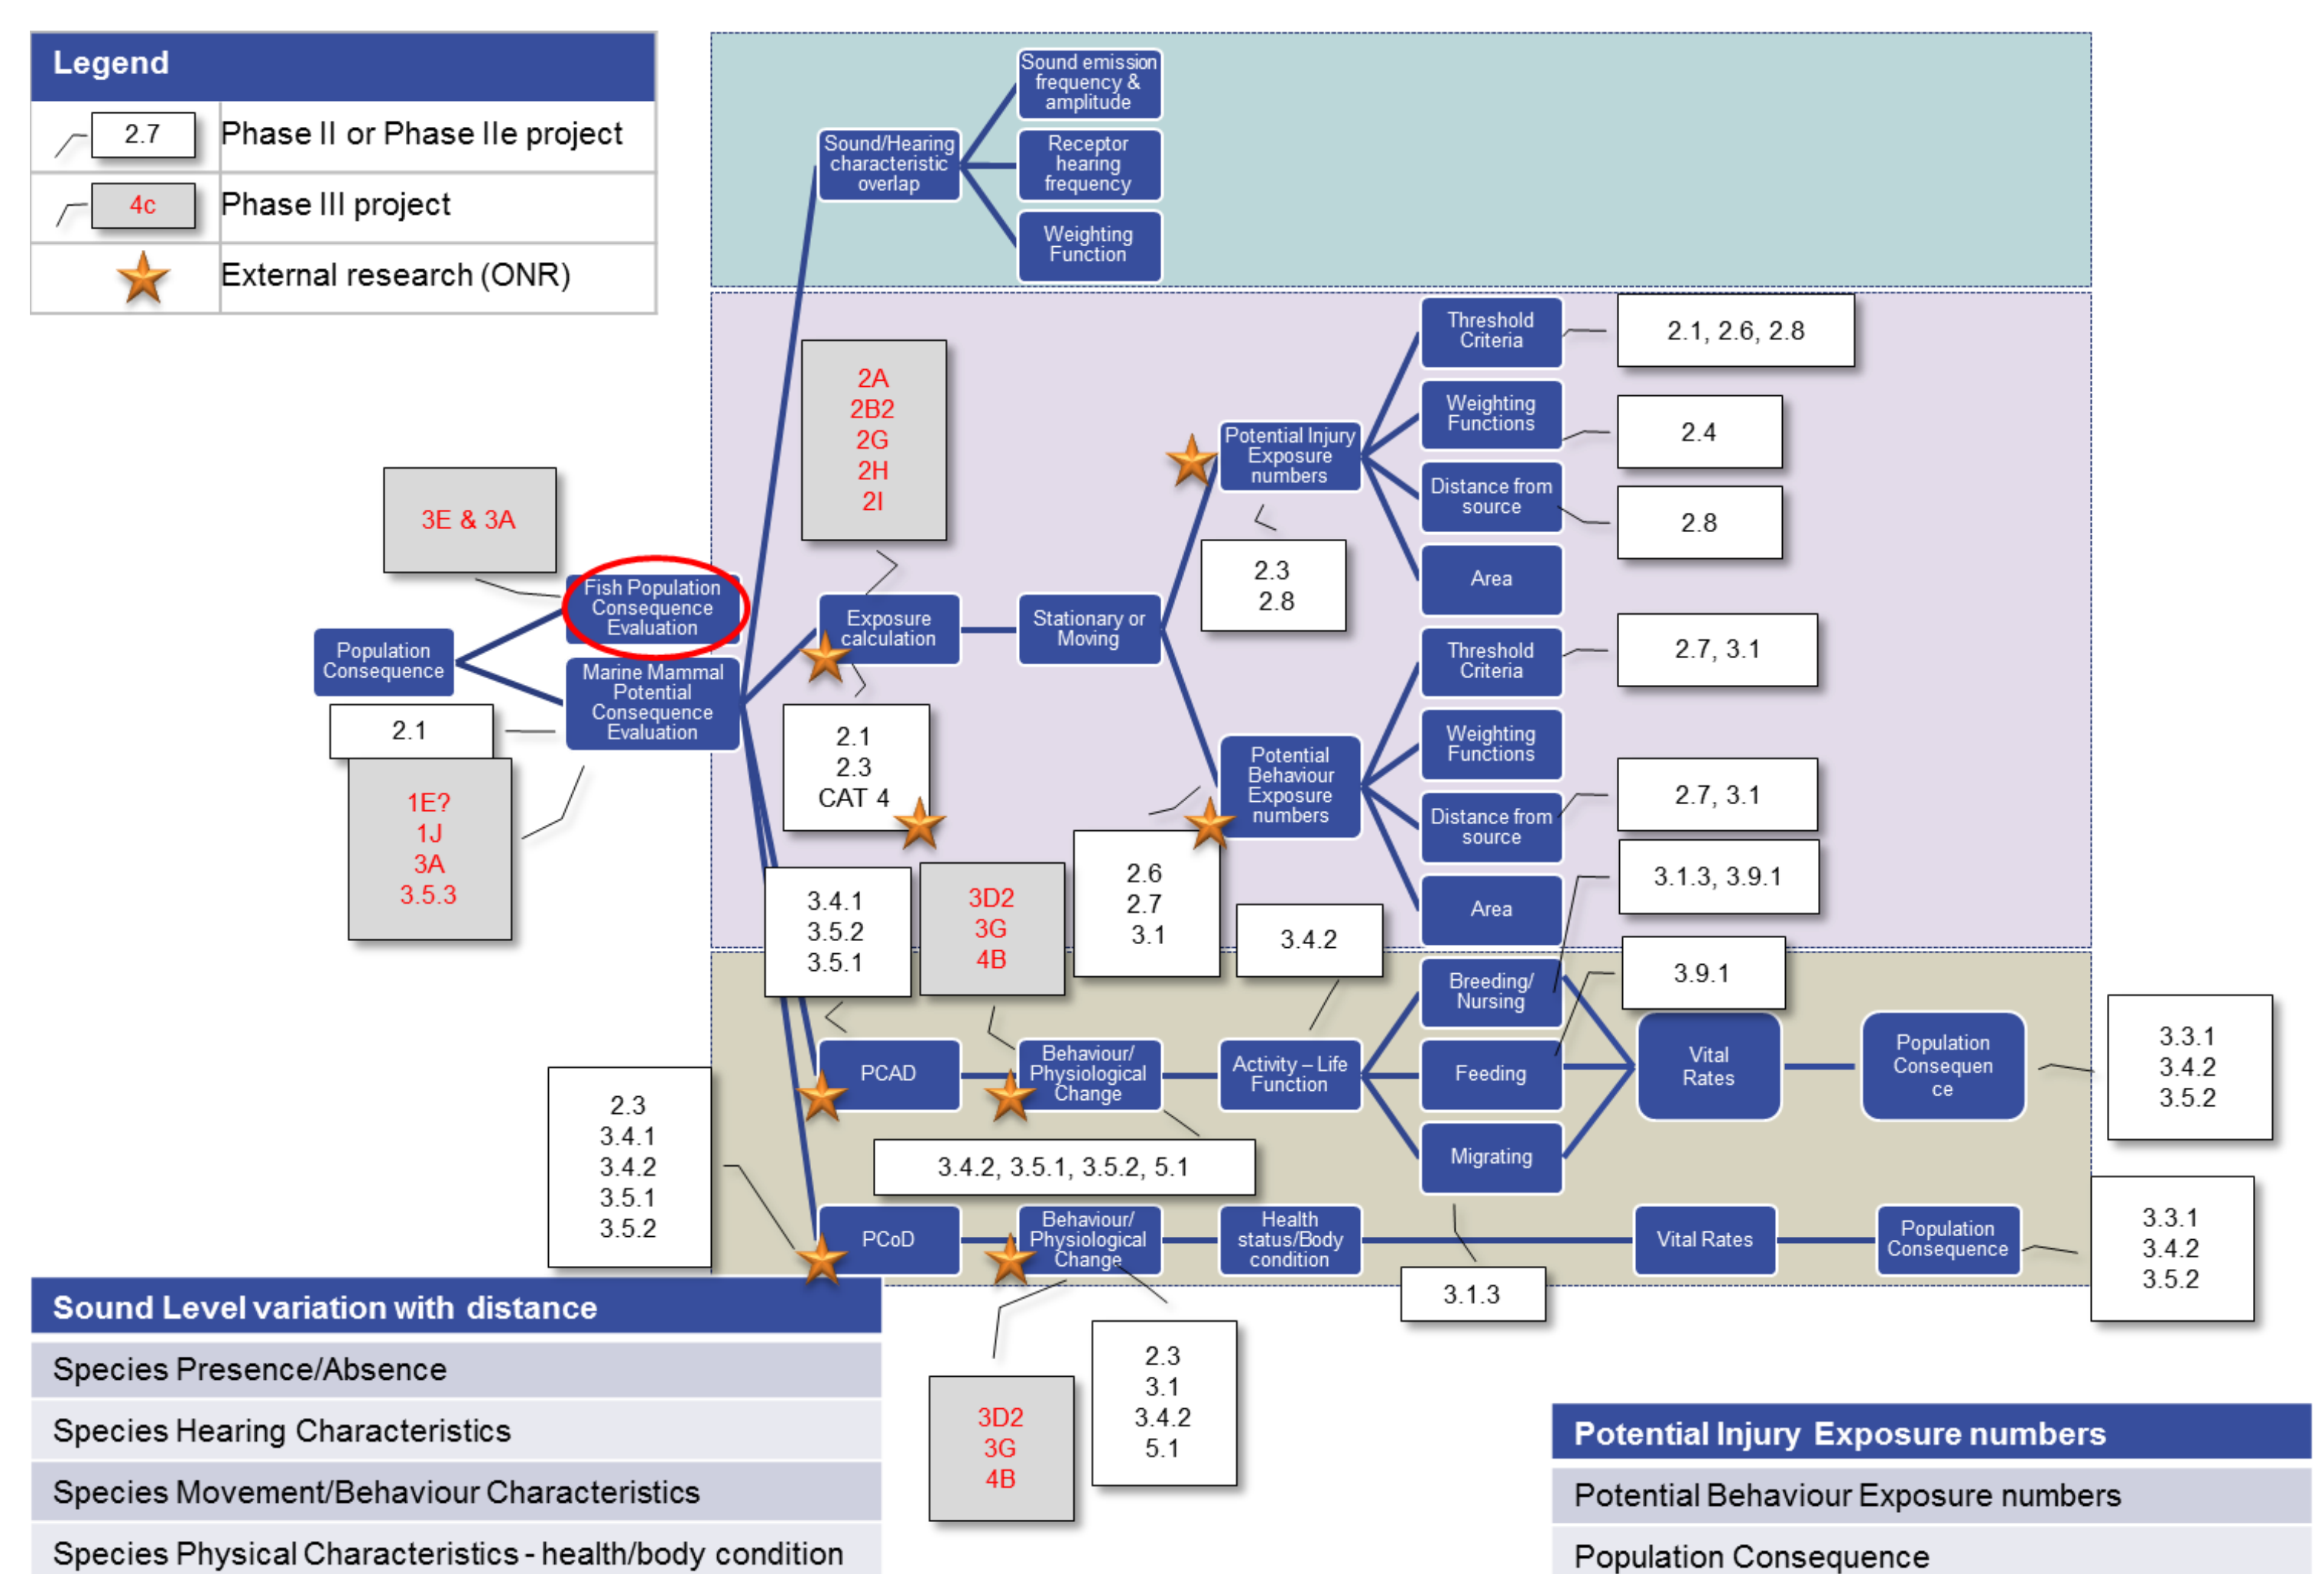 Legend
2.7
Phase II or Phase IIe project
4c
Phase III project
External research (ONR)
Sound emission
frequency &
amplitude
Sound/Hearing
characteristic
overlap
Receptor
hearing
frequency
Weighting
Function
Threshold
Criteria
2.1, 2.6, 2.8
2A
2B2
2G
2H
2I
Weighting
Functions
2.4
Potential Injury
Exposure
numbers
Distance from
source
2.8
3E & 3A
2.3
2.8
Area
Fish Population
Consequence
Evaluation
Exposure
calculation
Stationary or
Moving
Population
Consequence
Threshold
Criteria
2.7, 3.1
Marine Mammal
Potential
Consequence
Evaluation
2.1
2.1
2.3
CAT 4
Weighting
Functions
Potential
Behaviour
Exposure
numbers
1E?
1J
3A
3.5.3
Distance from
source
2.7, 3.1
3.4.1
3.5.2
3.5.1
3D2
3G
4B
2.6
2.7
3.1
3.4.2
Area
3.1.3, 3.9.1
Breeding/
Nursing
3.9.1
PCAD
Behaviour/
Physiological
Change
Activity – Life
Function
Feeding
Vital
Rates
Population
Consequen
ce
3.3.1
3.4.2
3.5.2
2.3
3.4.1
3.4.2
3.5.1
3.5.2
3.4.2, 3.5.1, 3.5.2, 5.1
Migrating
PCoD
Behaviour/
Physiological
Change
Health
status/Body
condition
Vital Rates
Population
Consequence
3.3.1
3.4.2
3.5.2
3.1.3
3D2
3G
4B
2.3
3.1
3.4.2
5.1
Sound Level variation with distance
Species Presence/Absence
Species Hearing Characteristics
Species Movement/Behaviour Characteristics
Species Physical Characteristics - health/body condition
Potential Injury Exposure numbers
Potential Behaviour Exposure numbers
Population Consequence